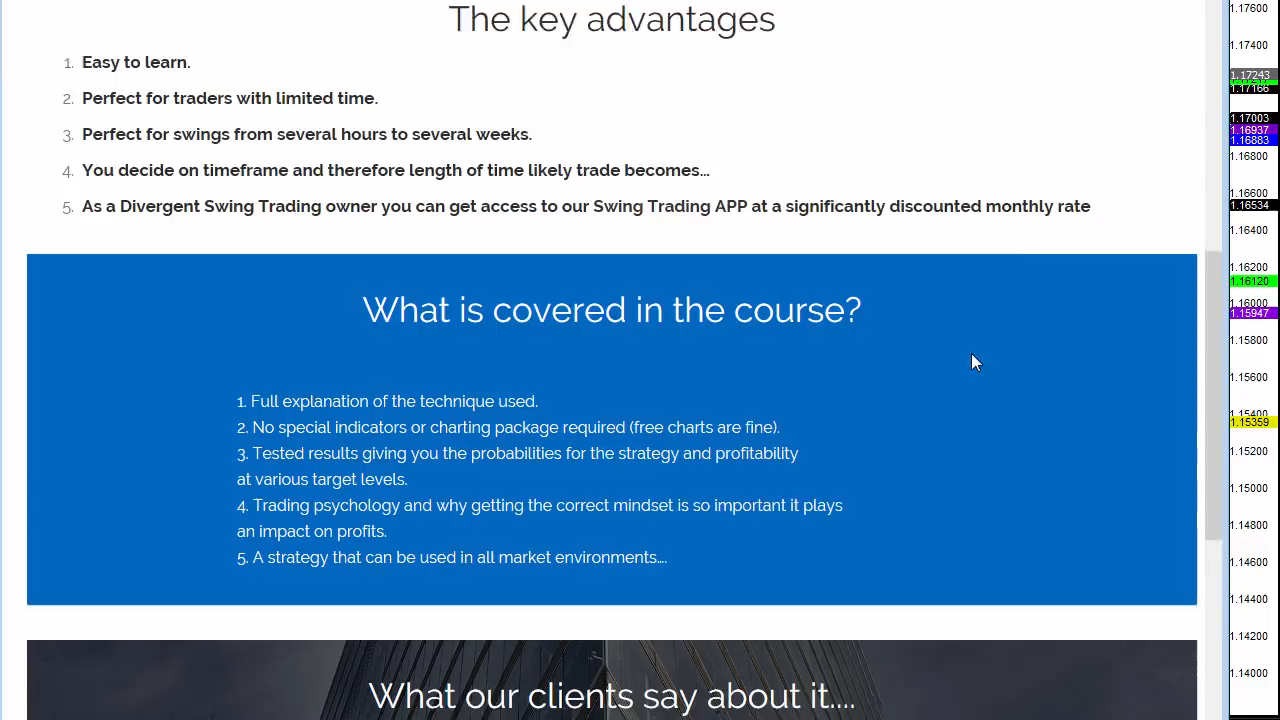 The key advantages
1. Easy to learn.
2. Perfect for traders with limited time.
3. Perfect for swings from several hours to several weeks.
4. You decide on timeframe and therefore length of time likely trade becomes...
5. As a Divergent Swing Trading owner you can get access to our Swing Trading APP at a significantly discounted monthly rate
What is covered in the course?
1. Full explanation of the technique used.
2. No special indicators or charting package required (free charts are fine).
3. Tested results giving you the probabilities for the strategy and profitability
at various target levels.
4. Trading psychology and why getting the correct mindset is so important it plays
an impact on profits.
5. A strategy that can be used in all market environments....
What our clients say about it....
1.17600
1.17400
1.17243
1.17166
1.17003
1.16937
1.16883
1.16800
1.16600
1.16534
1.16400
1.16200
1.16120
1.16000
1.15947
1.15800
1.15600
1.15400
1.15359
1.15200
1.15000
1.14800
1.14600
1.14400
1.14200
1.14000